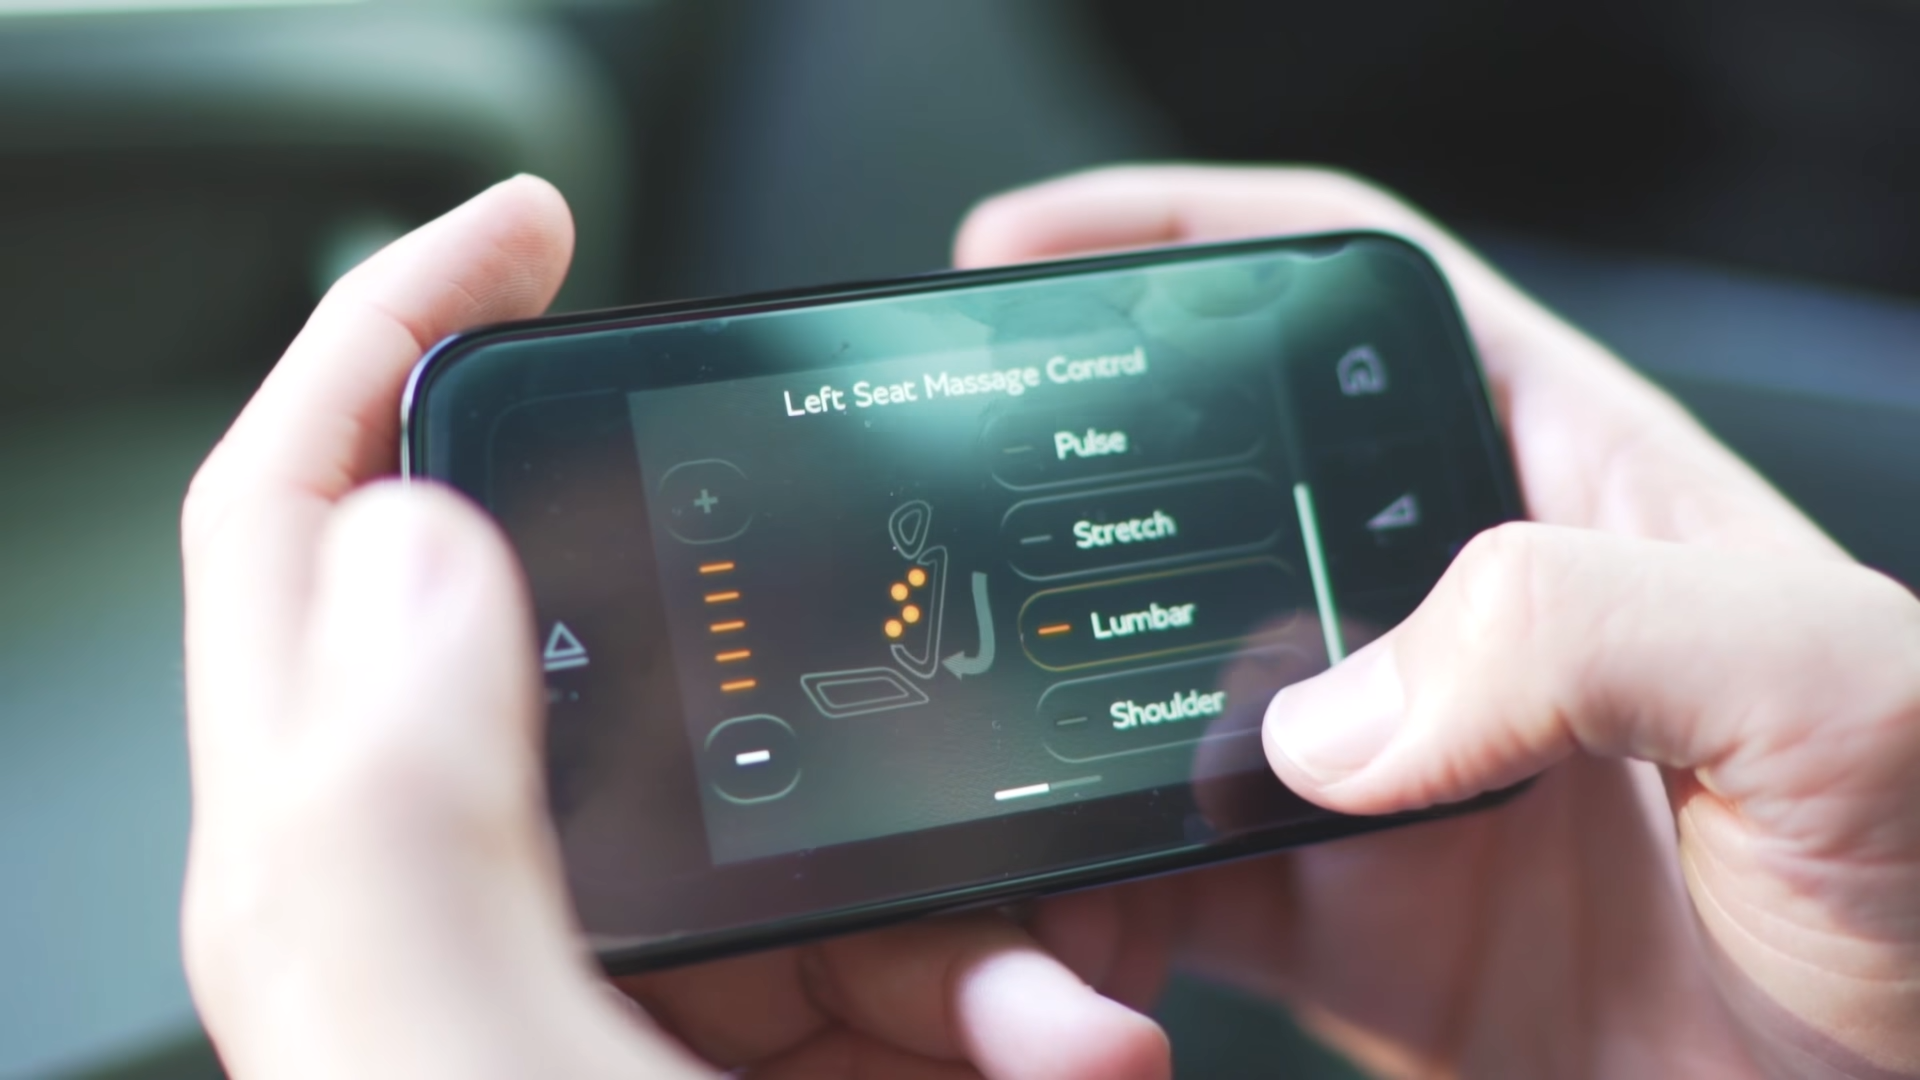 Left Seat Massage Control
Pulse
Stretch
Lumbar
Shoulder